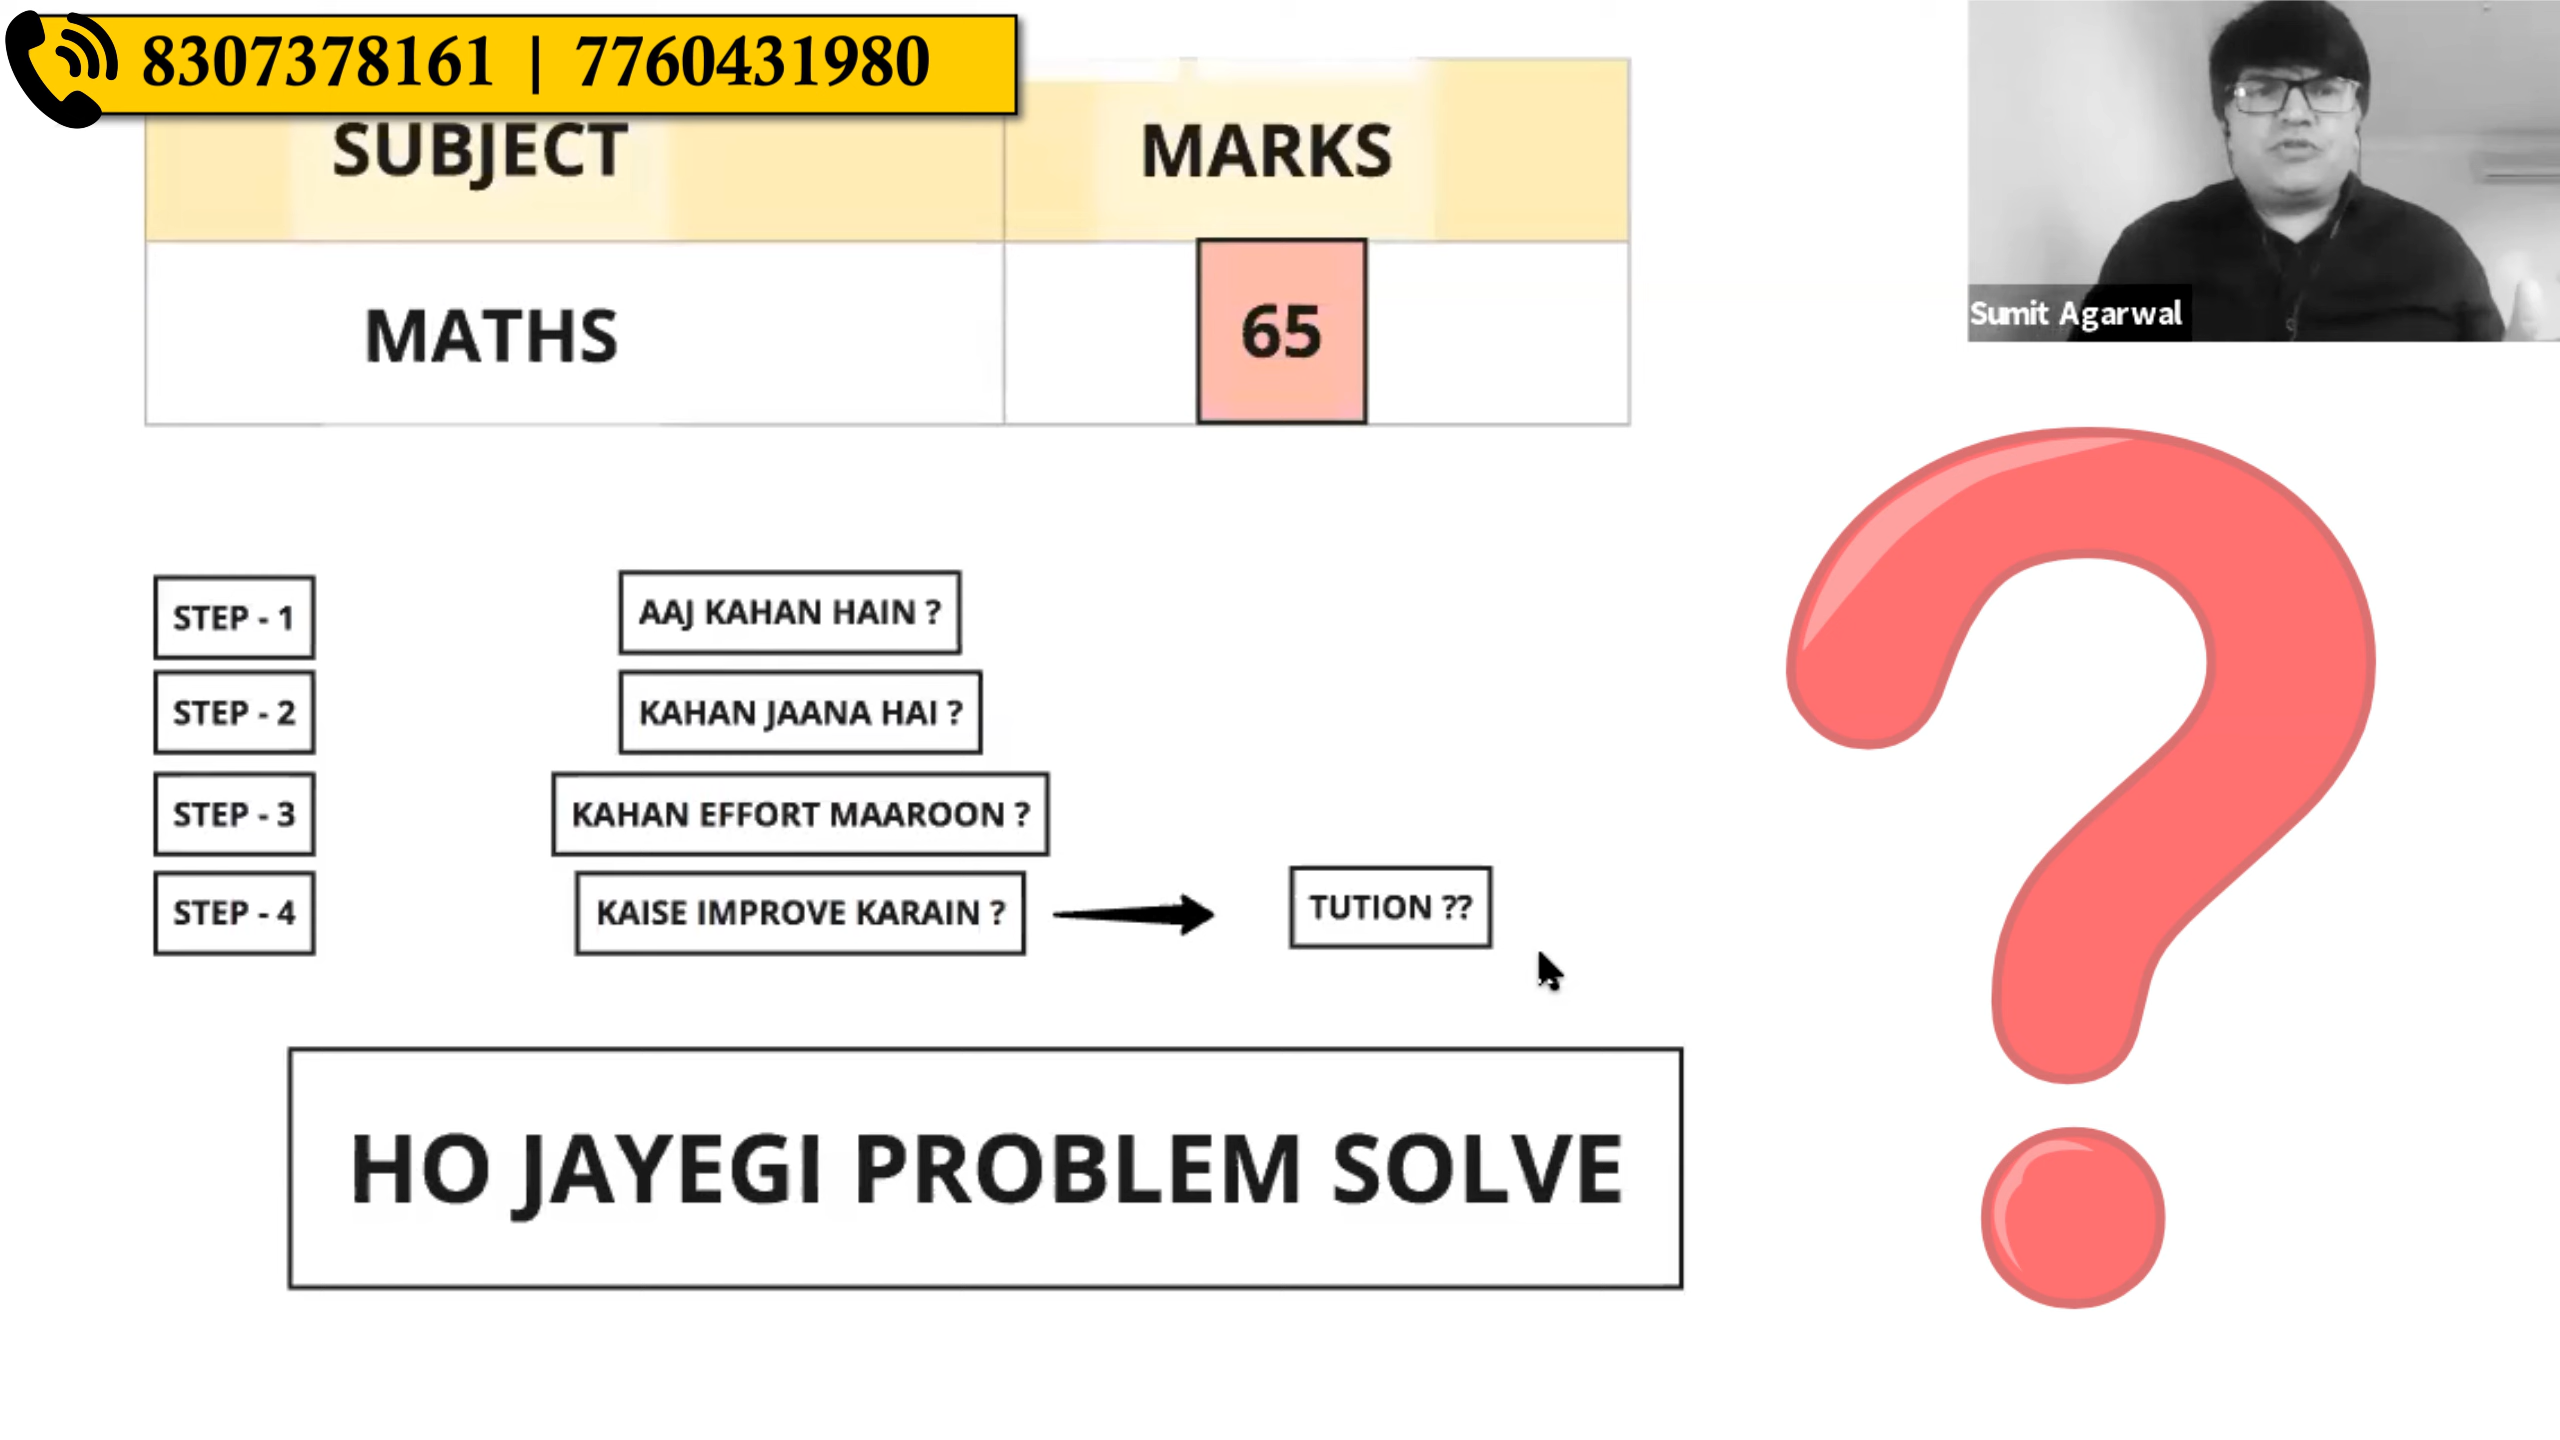 8307378161 | 7760431980
SUBJECT MARKS
MATHS 65
Sumit Agarwal
STEP - 1 AAJ KAHAN HAIN ?
STEP - 2 KAHAN JAANA HAI ?
STEP - 3 KAHAN EFFORT MAAROON ?
STEP - 4 KAISE IMPROVE KARAIN ? TUTION ??
HO JAYEGI PROBLEM SOLVE